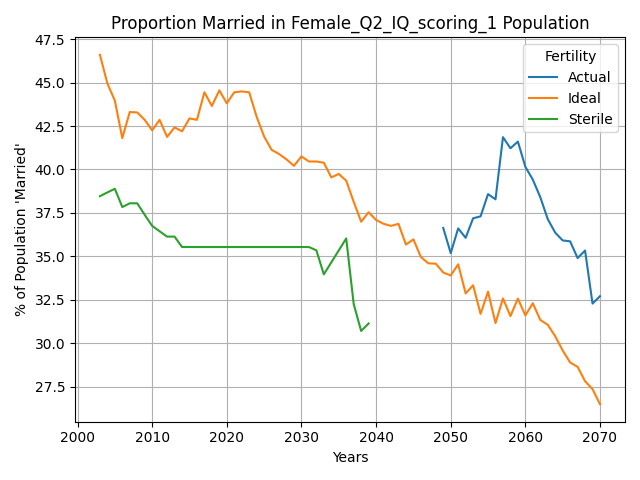 Proportion Married in Female_Q2_IQ_scoring_1 Population
% of Population 'Married'
47.5
45.0
42.5
40.0
37.5
35.0
32.5
30.0
27.5
Fertility
Actual
Ideal
Sterile
2000 2010 2020 2030 2040 2050 2060 2070
Years